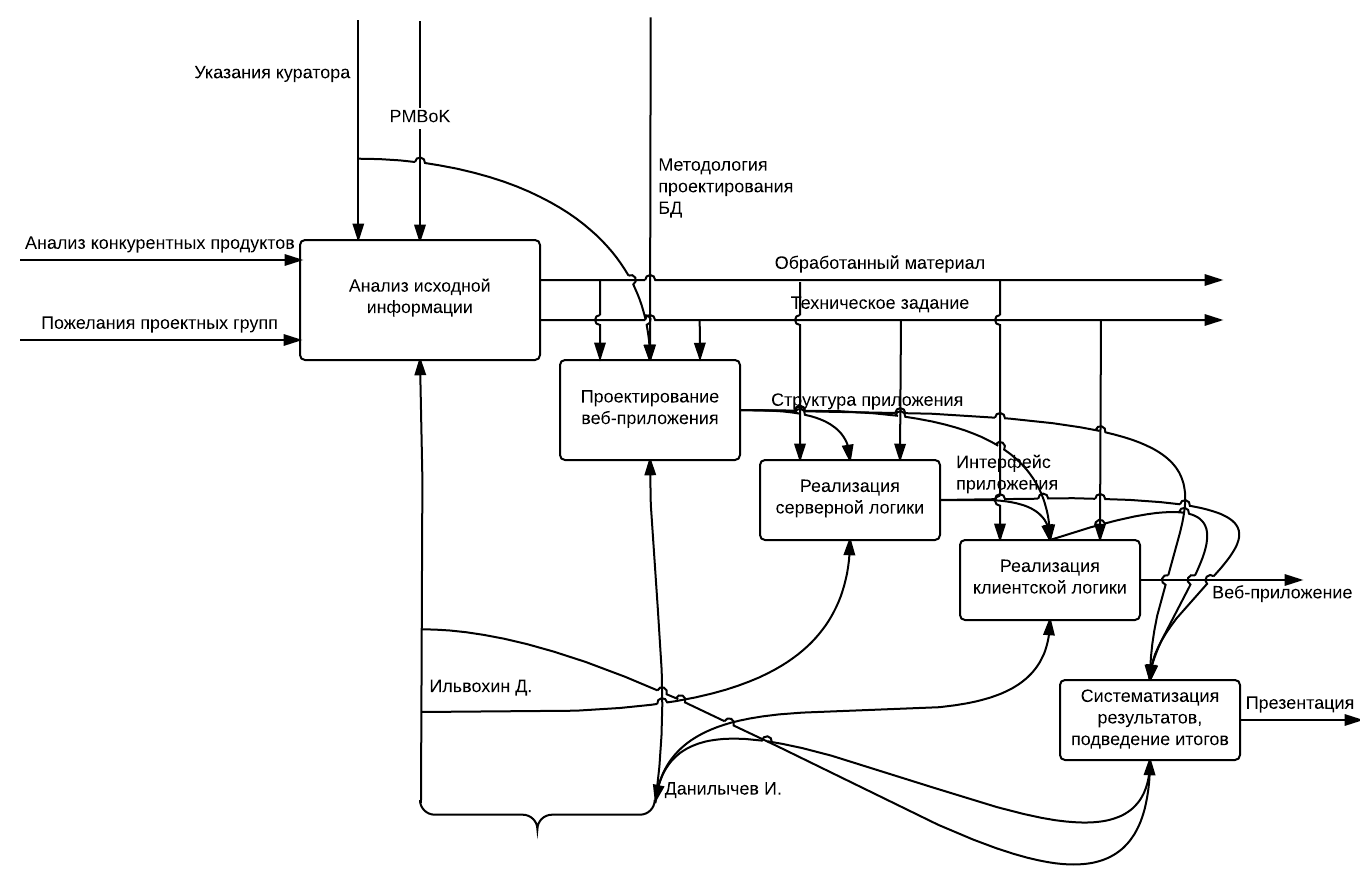 Указания куратора
PMBoK
Методология
проектирования
БД
Анализ конкурентных продуктов
Обработанный материал
Анализ исходной
информации
Техническое задание
Пожелания проектных групп
Проектирование
веб-приложения
Структура приложения
Интерфейс
приложения
Реализация
серверной логики
Реализация
клиентской логики
Веб-приложение
Ильвохин Д.
Систематизация
результатов,
подведение итогов
Презентация
Данилычев И.